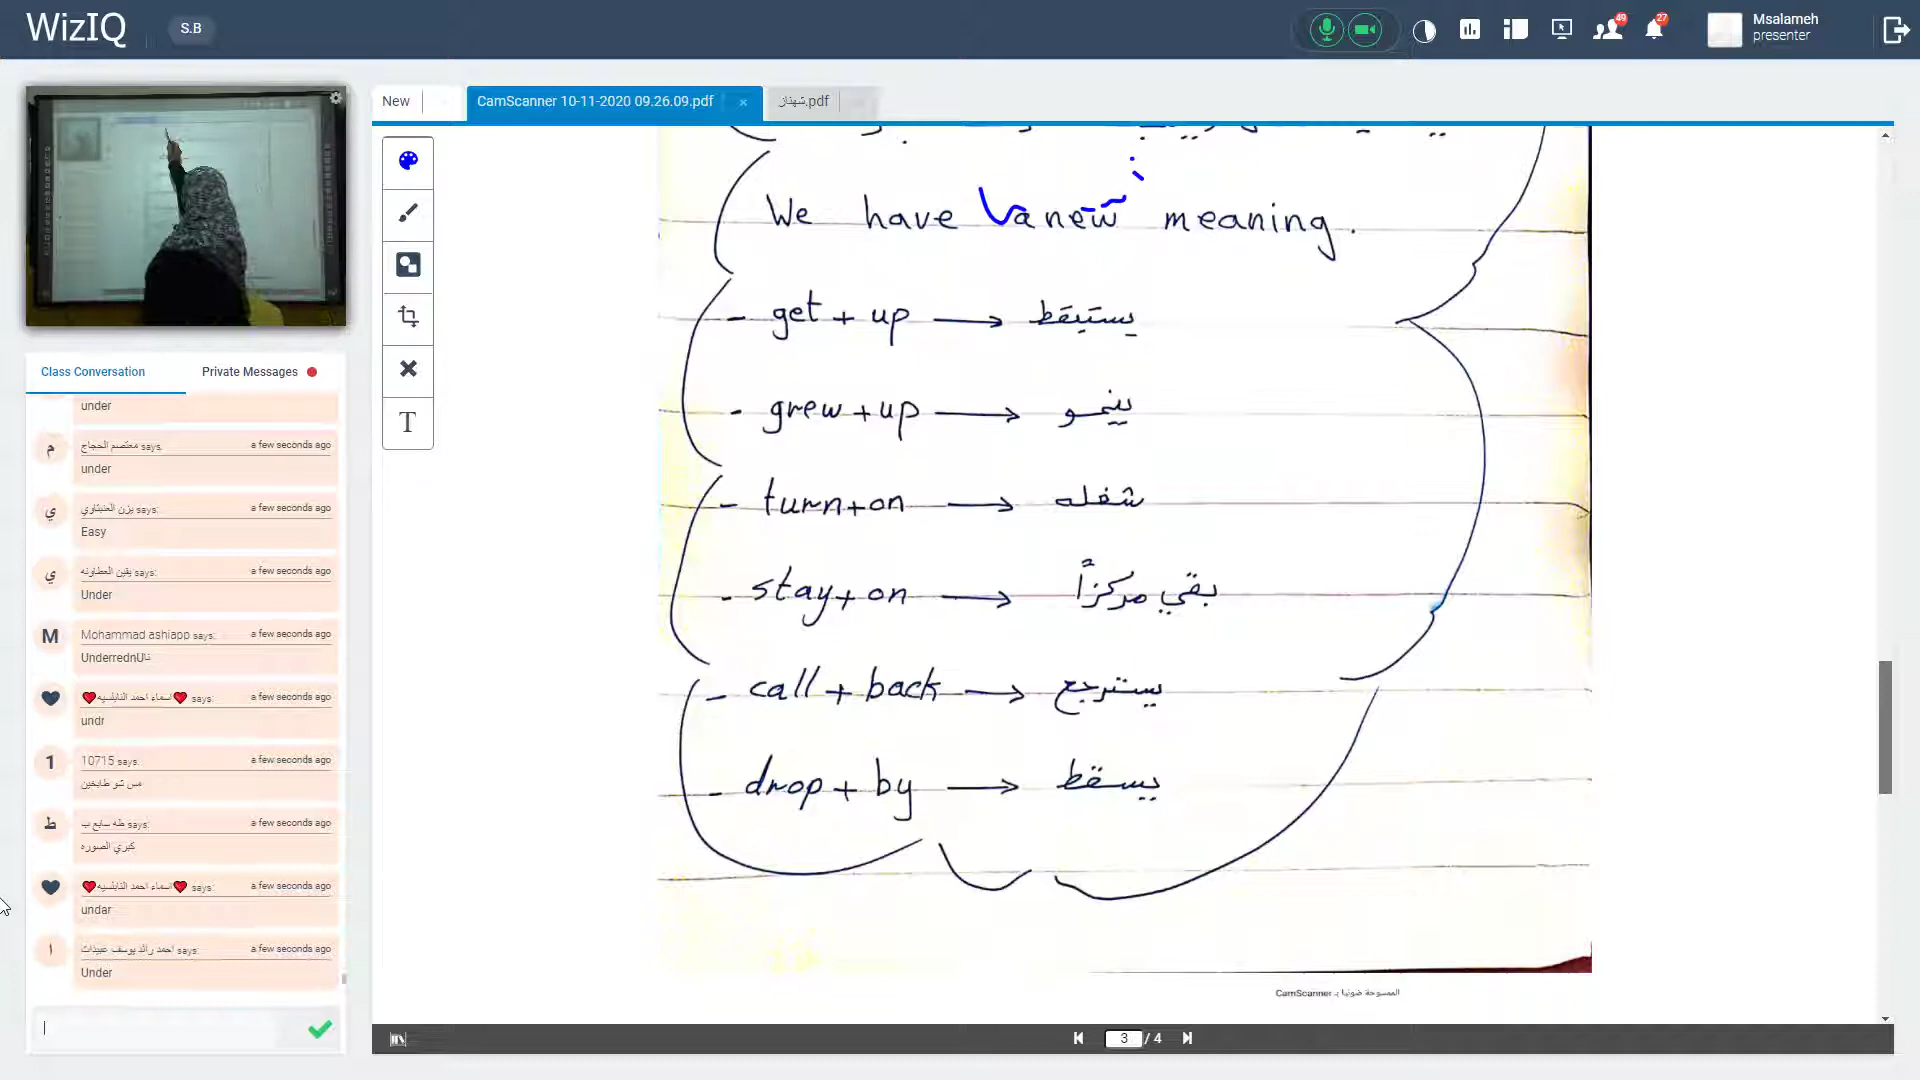 WizIQ
S.B
49
27
Msalameh
presenter
New
CamScanner 10-11-2020 09.26.09.pdf
شهناز.pdf
We have a new meaning.
- get + up → يستيقظ
- grew + up → ينمو
- turn + on → شغله
- stay + on → بقي مركزاً
- call + back → يسترجع
- drop + by → يسقط
الممسوحة ضوئيا بـ CamScanner
3 / 4
T
Class Conversation
Private Messages
under
م
معتصم الحجاج says:
a few seconds ago
under
ي
says:
a few seconds ago
Easy
ي
يقين العطاونه says:
a few seconds ago
Under
M
Mohammad ashiapp says:
a few seconds ago
UnderrednUنا
اسماء احمد النابلسيه says:
a few seconds ago
undr
1
10715 says:
a few seconds ago
مس شو طابخين
ط
طه سابع ب says:
a few seconds ago
كبري الصوره
اسماء احمد النابلسيه says:
a few seconds ago
undar
ا
احمد رائد يوسف عبيدات says:
a few seconds ago
Under